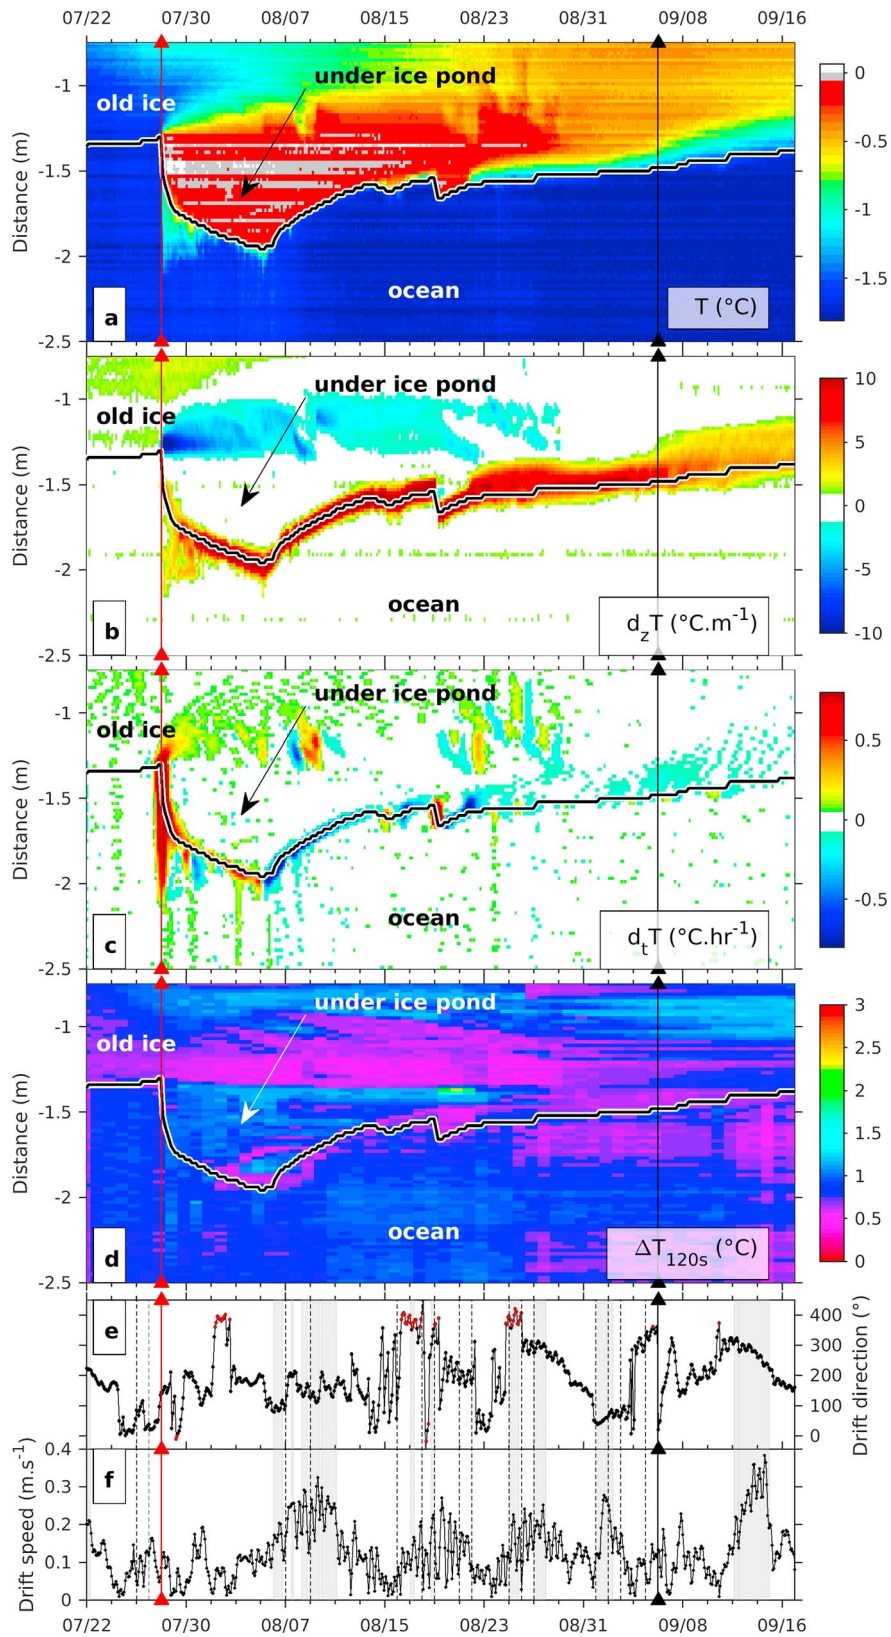 07/22 07/30 08/07 08/15 08/23 08/31 09/08 09/16
-1
-1.5
-2
-2.5
Distance (m)
old ice
under ice pond
ocean
a
T (°C)
0
-0.5
-1
-1.5
-1
-1.5
-2
-2.5
Distance (m)
old ice
under ice pond
ocean
b
dzT (°C.m-1)
10
5
0
-5
-10
-1
-1.5
-2
-2.5
Distance (m)
old ice
under ice pond
ocean
c
dtT (°C.hr-1)
0.5
0
-0.5
-1
-1.5
-2
-2.5
Distance (m)
old ice
under ice pond
ocean
d
ΔT120s (°C)
3
2.5
2
1.5
1
0.5
0
e
400
300
200
100
0
Drift direction (°)
f
0.4
0.3
0.2
0.1
0
Drift speed (m.s-1)
07/22 07/30 08/07 08/15 08/23 08/31 09/08 09/16